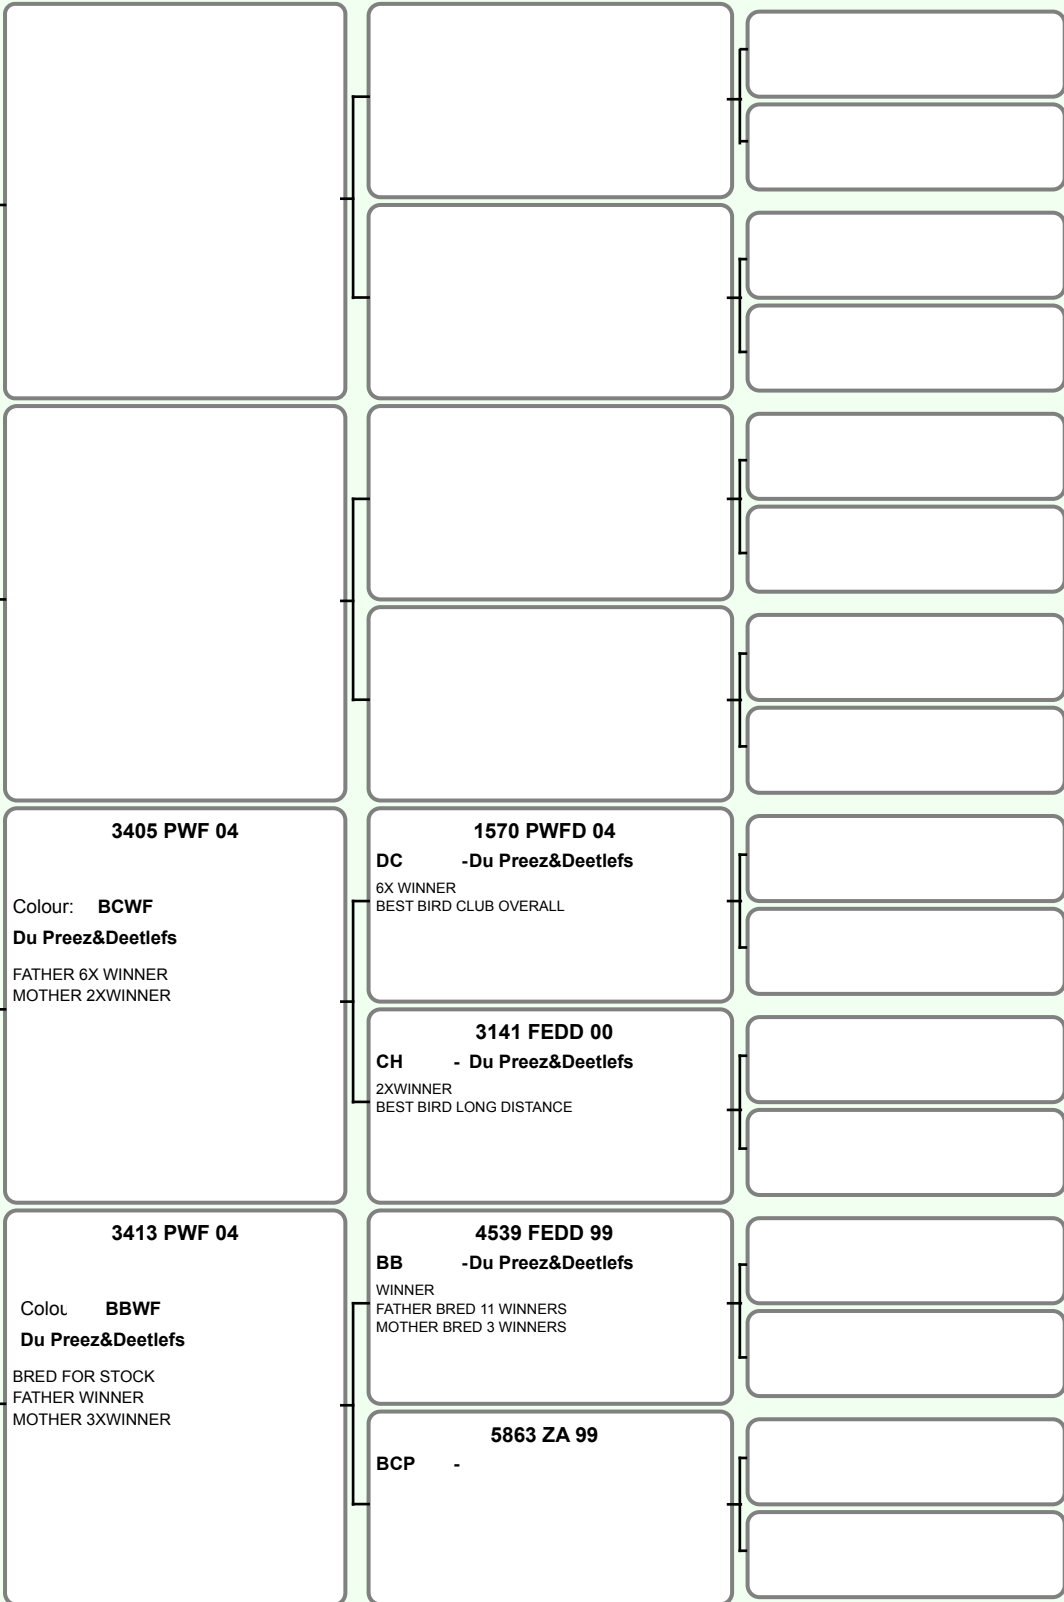 3405 PWF 04
Colour: BCWF
Du Preez&Deetlefs
FATHER 6X WINNER
MOTHER 2XWINNER
1570 PWFD 04
DC -Du Preez&Deetlefs
6X WINNER
BEST BIRD CLUB OVERALL
3141 FEDD 00
CH - Du Preez&Deetlefs
2XWINNER
BEST BIRD LONG DISTANCE
3413 PWF 04
Colou BBWF
Du Preez&Deetlefs
BRED FOR STOCK
FATHER WINNER
MOTHER 3XWINNER
4539 FEDD 99
BB -Du Preez&Deetlefs
WINNER
FATHER BRED 11 WINNERS
MOTHER BRED 3 WINNERS
5863 ZA 99
BCP -